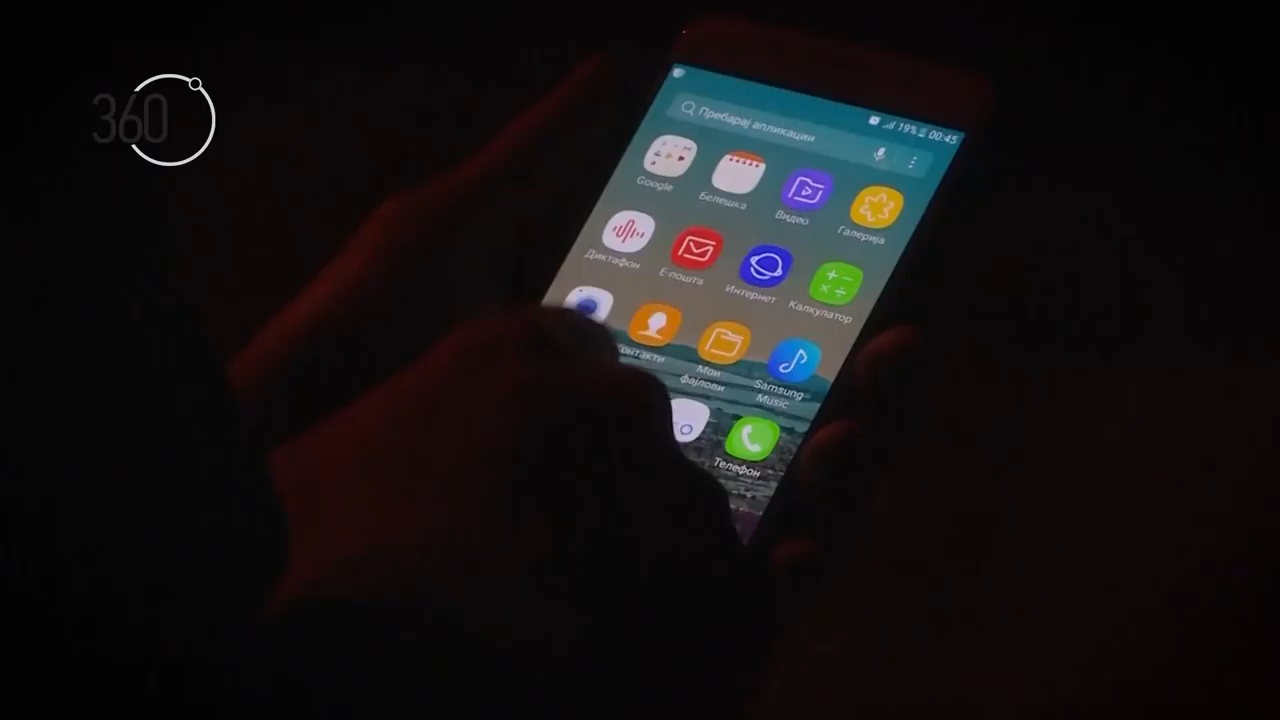 360
19% 00:45
Пребарај апликации
Google
Белешка
Видео
Галерија
Диктафон
Е-пошта
Интернет
Калкулатор
Мои
фајлови
Samsung
Music
Телефон